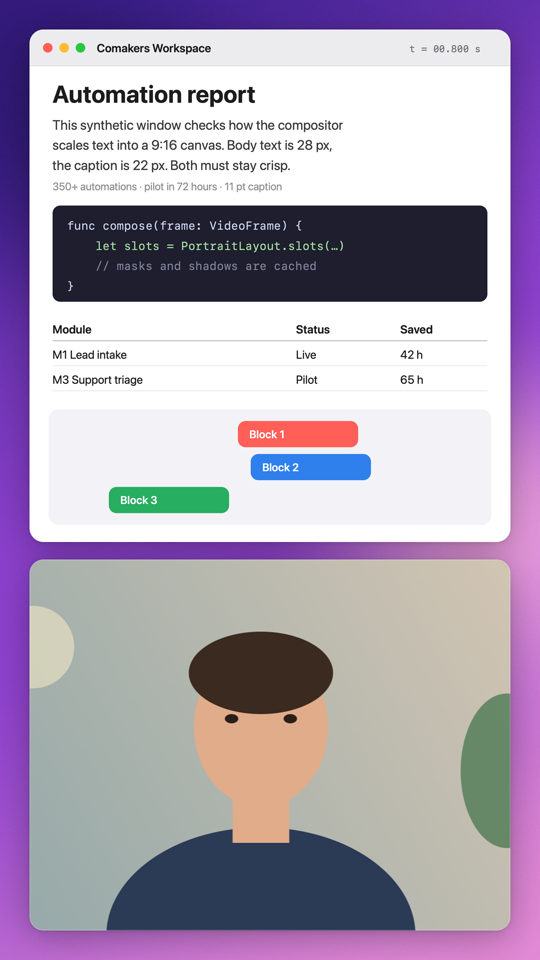 Comakers Workspace
t = 00.800 s
Automation report
This synthetic window checks how the compositor
scales text into a 9:16 canvas. Body text is 28 px,
the caption is 22 px. Both must stay crisp.
350+ automations · pilot in 72 hours · 11 pt caption
func compose(frame: VideoFrame) {
    let slots = PortraitLayout.slots(…)
    // masks and shadows are cached
}
Module Status Saved
M1 Lead intake Live 42 h
M3 Support triage Pilot 65 h
Block 1
Block 2
Block 3